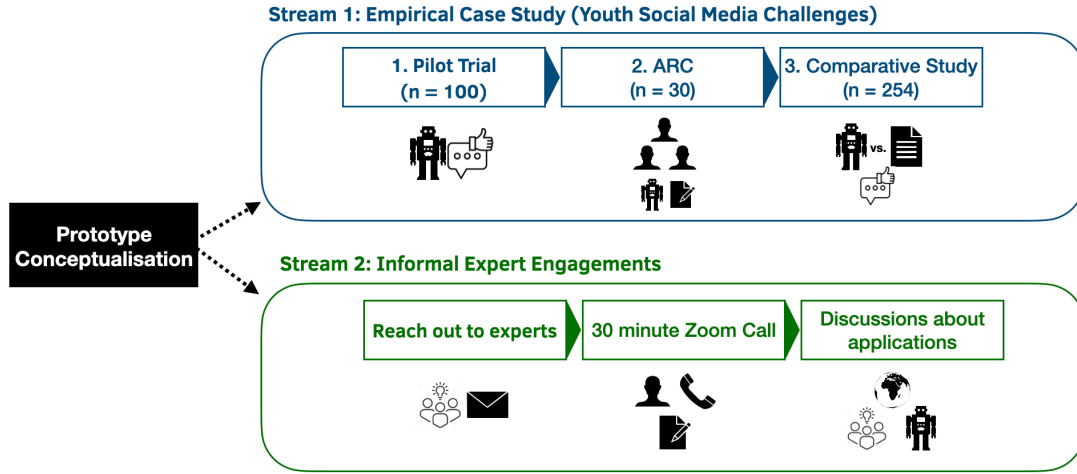 Stream 1: Empirical Case Study (Youth Social Media Challenges)
1. Pilot Trial
(n = 100)
2. ARC
(n = 30)
3. Comparative Study
(n = 254)
vs.
Prototype
Conceptualisation
Stream 2: Informal Expert Engagements
Reach out to experts
30 minute Zoom Call
Discussions about
applications